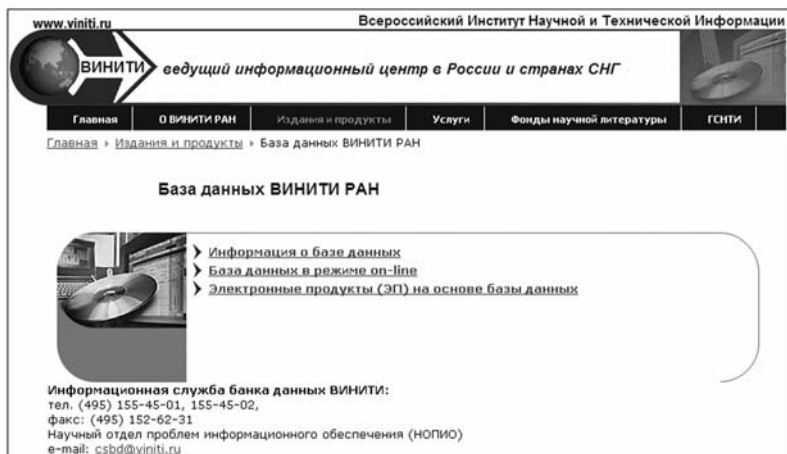 www.viniti.ru Всероссийский Институт Научной и Технической Информации
ВИНИТИ ведущий информационный центр в России и странах СНГ
Главная О ВИНИТИ РАН Издания и продукты Услуги Фонды научной литературы ГСНТИ
Главная › Издания и продукты › База данных ВИНИТИ РАН
База данных ВИНИТИ РАН
Информация о базе данных
База данных в режиме on-line
Электронные продукты (ЭП) на основе базы данных
Информационная служба банка данных ВИНИТИ:
тел. (495) 155-45-01, 155-45-02,
факс: (495) 152-62-31
Научный отдел проблем информационного обеспечения (НОПИО)
e-mail: csbd@viniti.ru